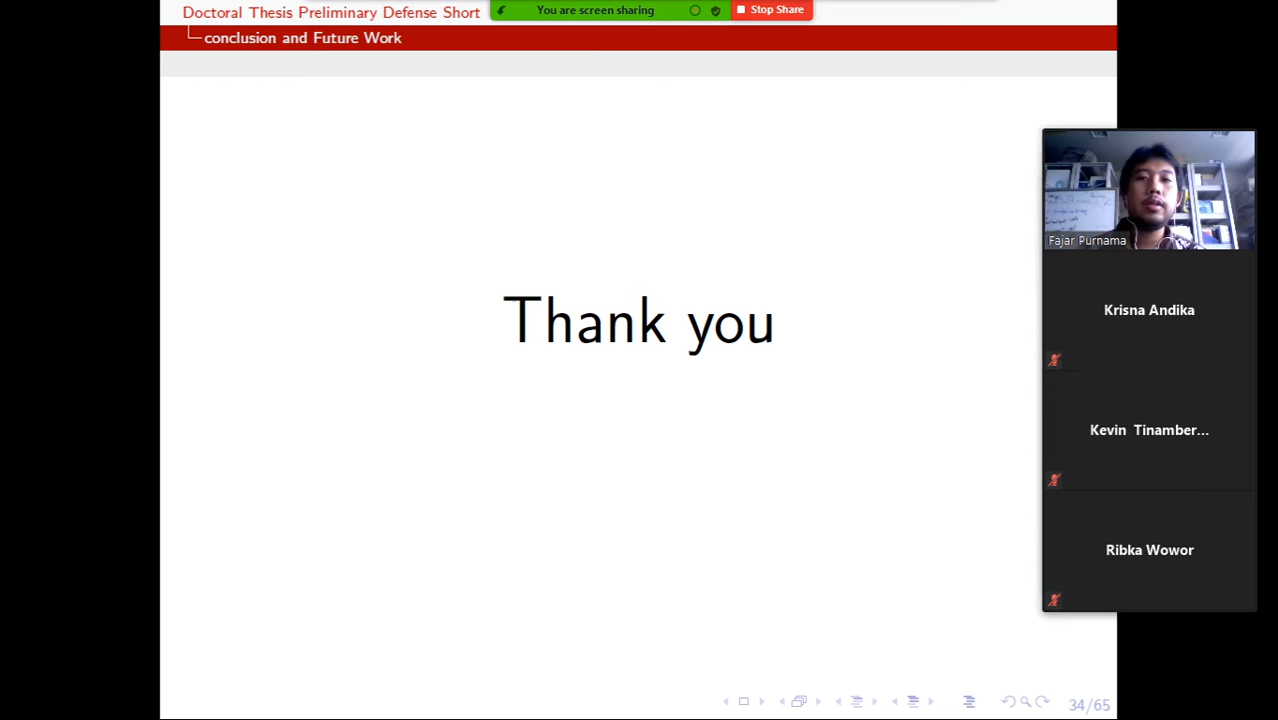 Doctoral Thesis Preliminary Defense Short
You are screen sharing
Stop Share
conclusion and Future Work
Thank you
Fajar Purnama
Krisna Andika
Kevin Tinamber...
Ribka Wowor
34/65